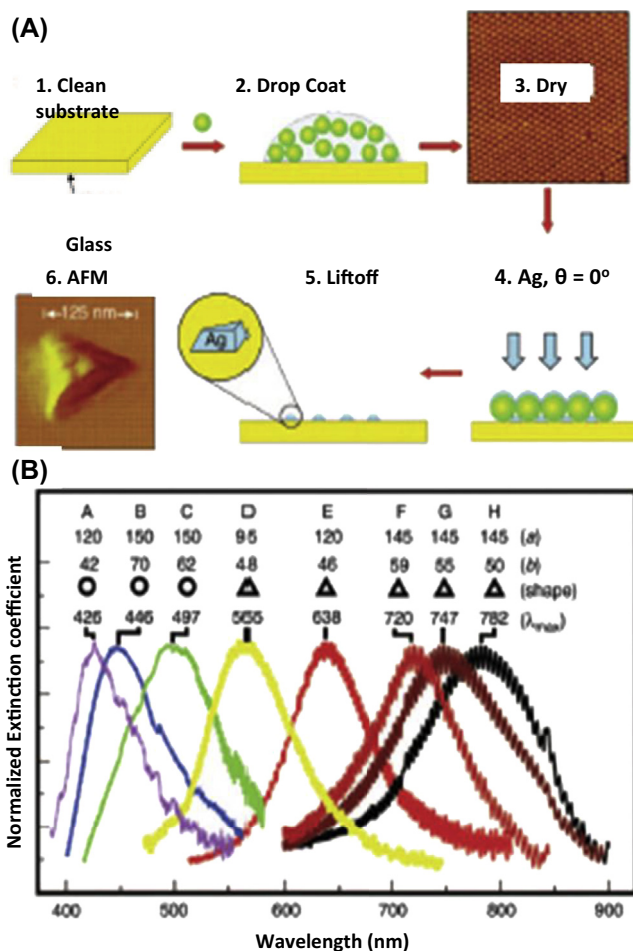 (A)
1. Clean
substrate
2. Drop Coat
3. Dry
Glass
6. AFM
125 nm
5. Liftoff
Ag
4. Ag, θ = 0°
(B)
A B C D E F G H
120 150 150 95 120 145 145 145 (a)
42 70 62 48 46 59 55 50 (b)
(shape)
426 446 497 565 638 720 747 782 (λmax)
Normalized Extinction coefficient
400 500 600 700 800 900
Wavelength (nm)